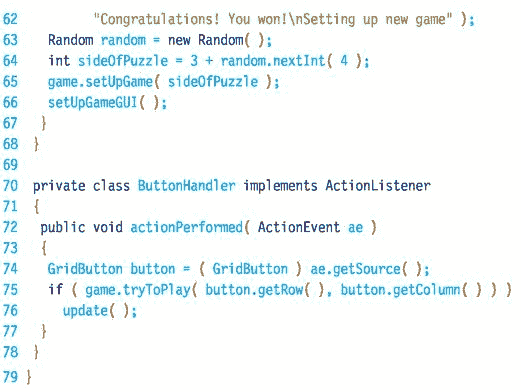 62 "Congratulations! You won!\nSetting up new game" );
63 Random random = new Random( );
64 int sideOfPuzzle = 3 + random.nextInt( 4 );
65 game.setUpGame( sideOfPuzzle );
66 setUpGameGUI( );
67 }
68 }
69
70 private class ButtonHandler implements ActionListener
71 {
72 public void actionPerformed( ActionEvent ae )
73 {
74 GridButton button = ( GridButton ) ae.getSource( );
75 if ( game.tryToPlay( button.getRow( ), button.getColumn( ) ) )
76 update( );
77 }
78 }
79 }